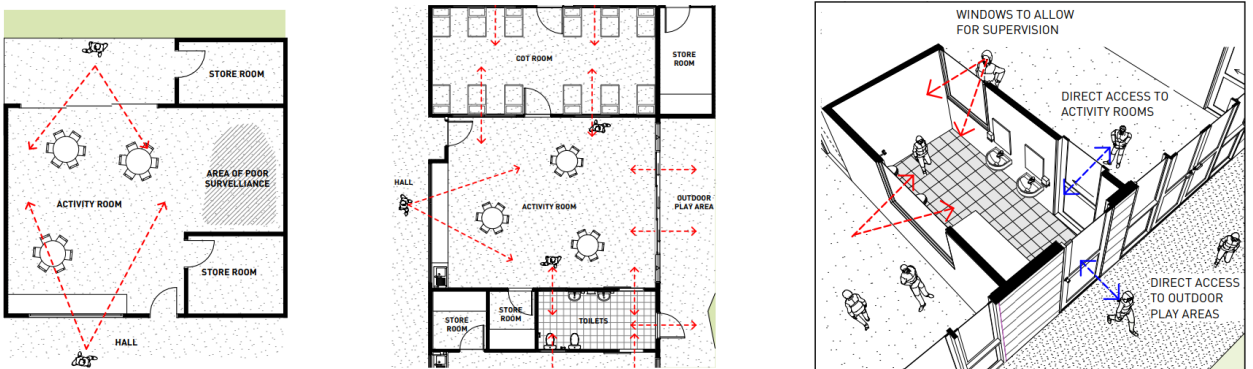 STORE ROOM
AREA OF POOR
SURVELLIANCE
ACTIVITY ROOM
STORE ROOM
HALL
COT ROOM
STORE
ROOM
HALL
ACTIVITY ROOM
OUTDOOR
PLAY AREA
STORE
ROOM
STORE
ROOM
TOILETS
WINDOWS TO ALLOW
FOR SUPERVISION
DIRECT ACCESS TO
ACTIVITY ROOMS
DIRECT ACCESS
TO OUTDOOR
PLAY AREAS